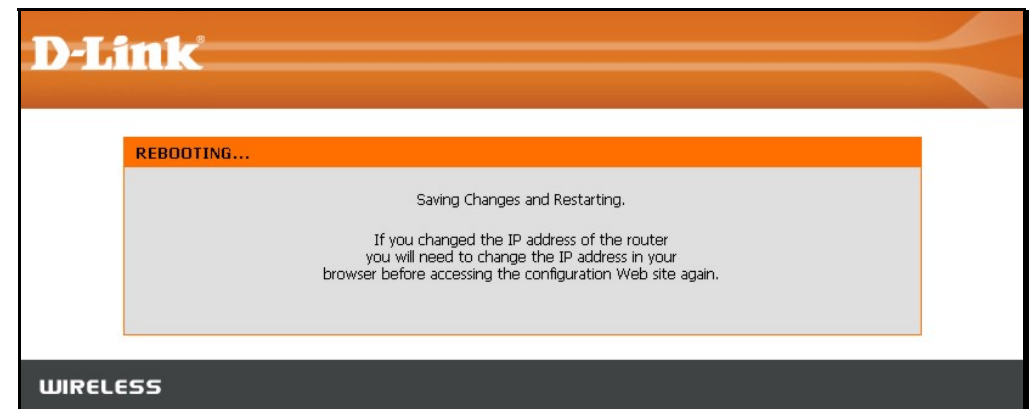 D-Link®
REBOOTING...
Saving Changes and Restarting.
If you changed the IP address of the router
you will need to change the IP address in your
browser before accessing the configuration Web site again.
WIRELESS